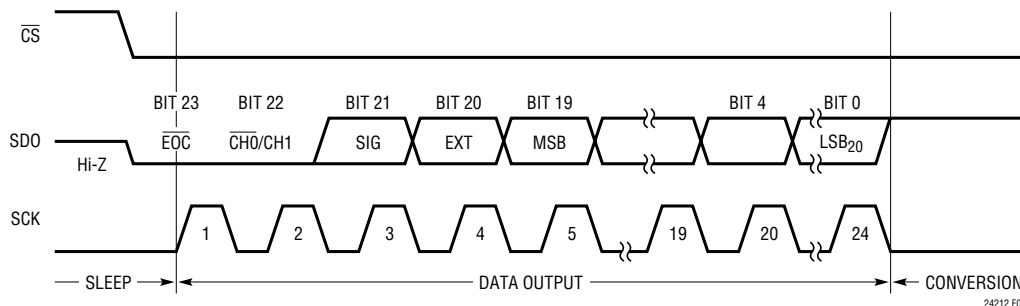 CS
BIT 23 BIT 22 BIT 21 BIT 20 BIT 19 BIT 4 BIT 0
SDO EOC CH0/CH1 SIG EXT MSB LSB20
Hi-Z
SCK
1 2 3 4 5 19 20 24
SLEEP DATA OUTPUT CONVERSION